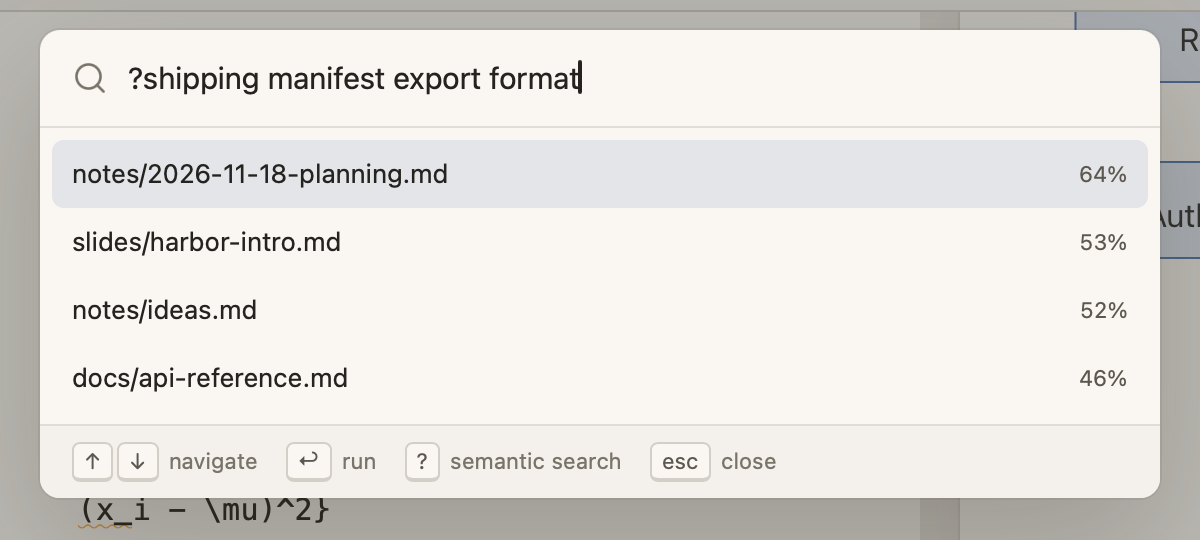 R
?shipping manifest export format
notes/2026-11-18-planning.md 64%
slides/harbor-intro.md 53%
Auth
notes/ideas.md 52%
docs/api-reference.md 46%
↑ ↓ navigate ↩ run ? semantic search esc close
(x_i - \mu)^2}